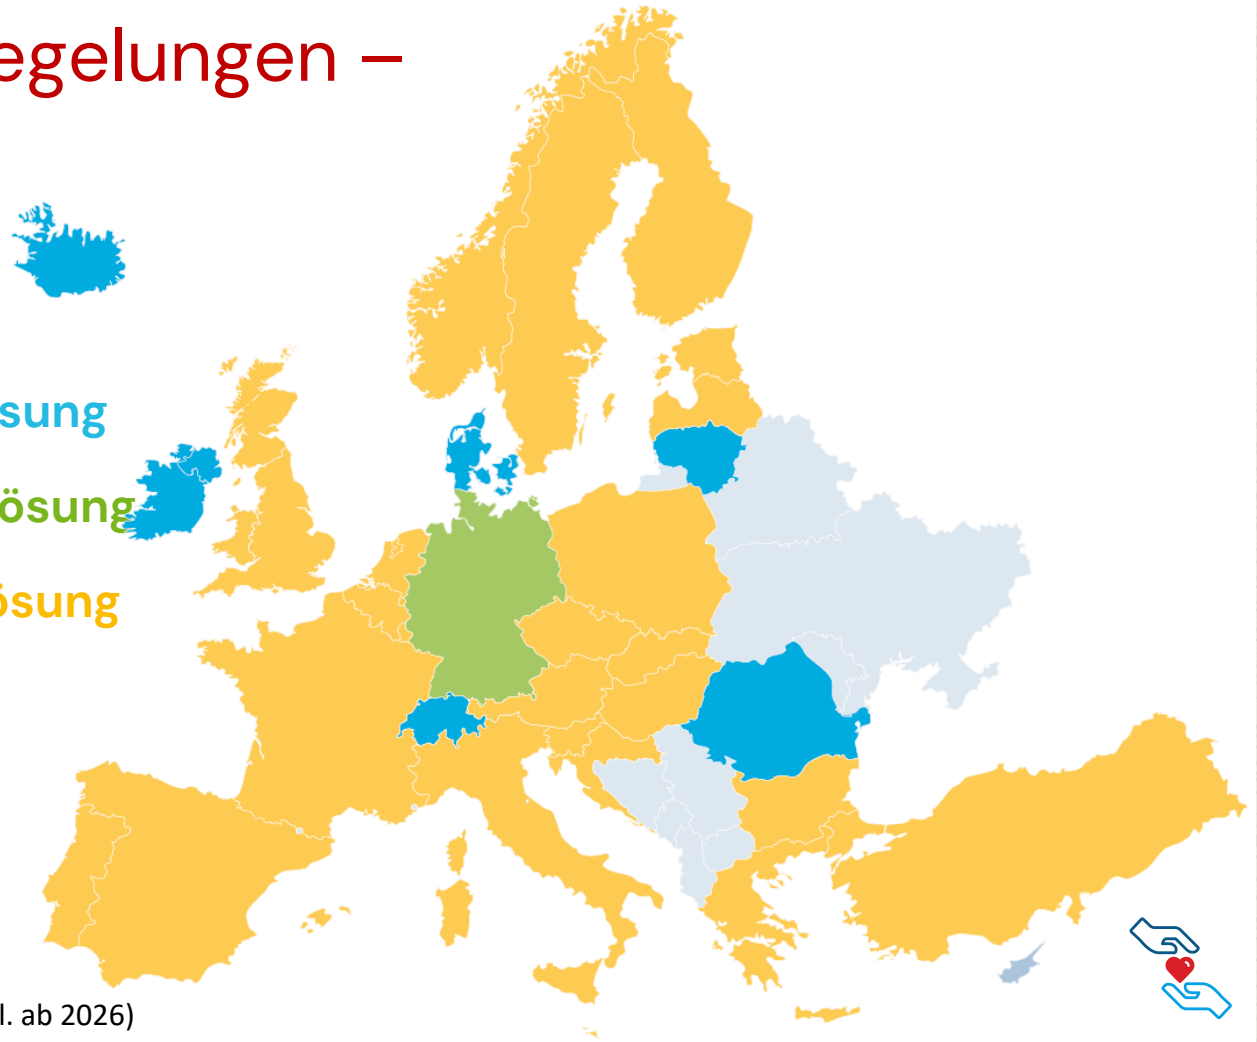 egelungen –
sung
ösung
ösung
l. ab 2026)